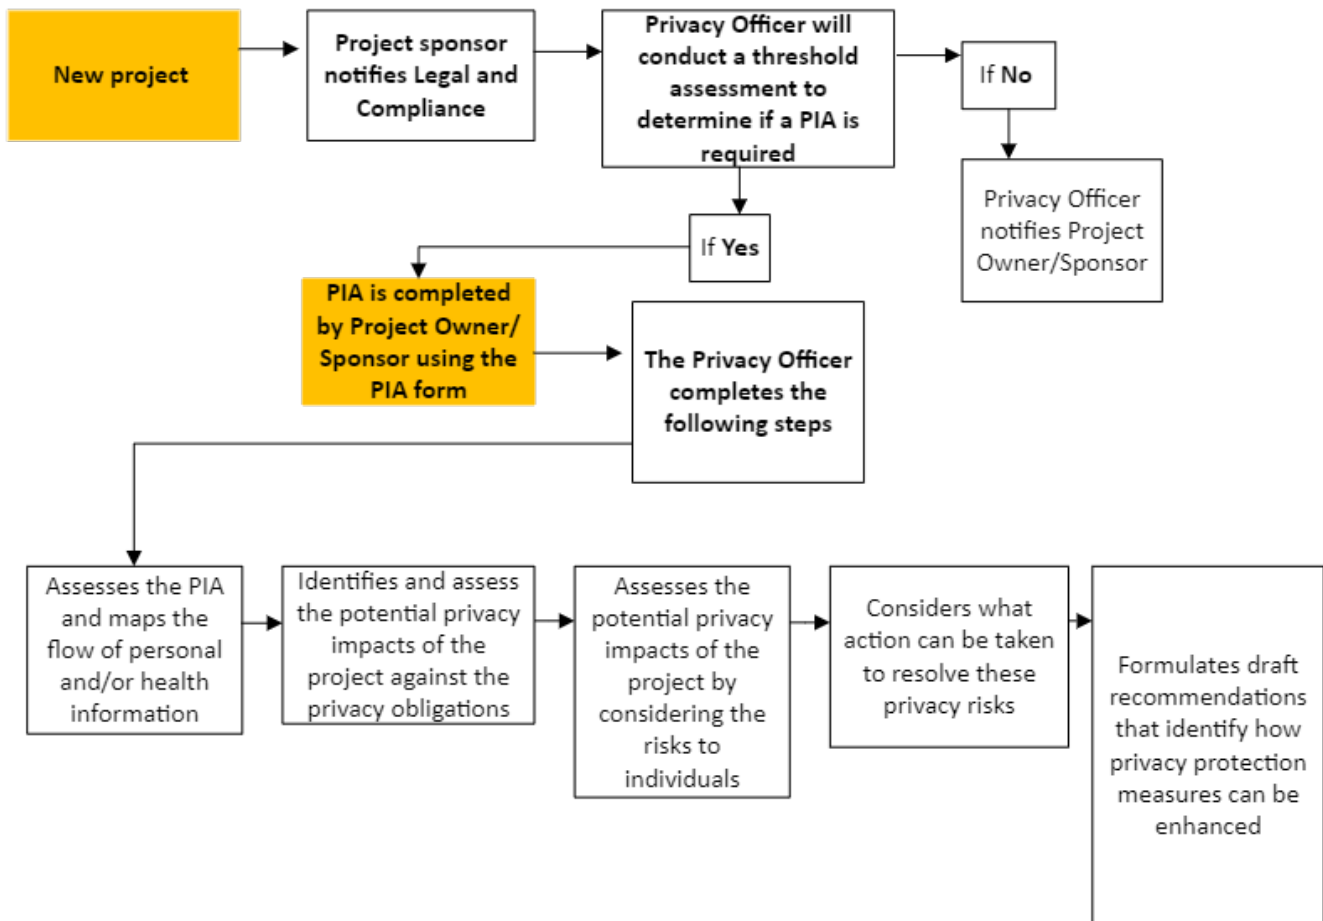 New project
Project sponsor
notifies Legal and
Compliance
Privacy Officer will
conduct a threshold
assessment to
determine if a PIA is
required
If No
Privacy Officer
notifies Project
Owner/Sponsor
If Yes
PIA is completed
by Project Owner/
Sponsor using the
PIA form
The Privacy Officer
completes the
following steps
Assesses the PIA
and maps the
flow of personal
and/or health
information
Identifies and assess
the potential privacy
impacts of the
project against the
privacy obligations
Assesses the
potential privacy
impacts of the
project by
considering the
risks to
individuals
Considers what
action can be taken
to resolve these
privacy risks
Formulates draft
recommendations
that identify how
privacy protection
measures can be
enhanced